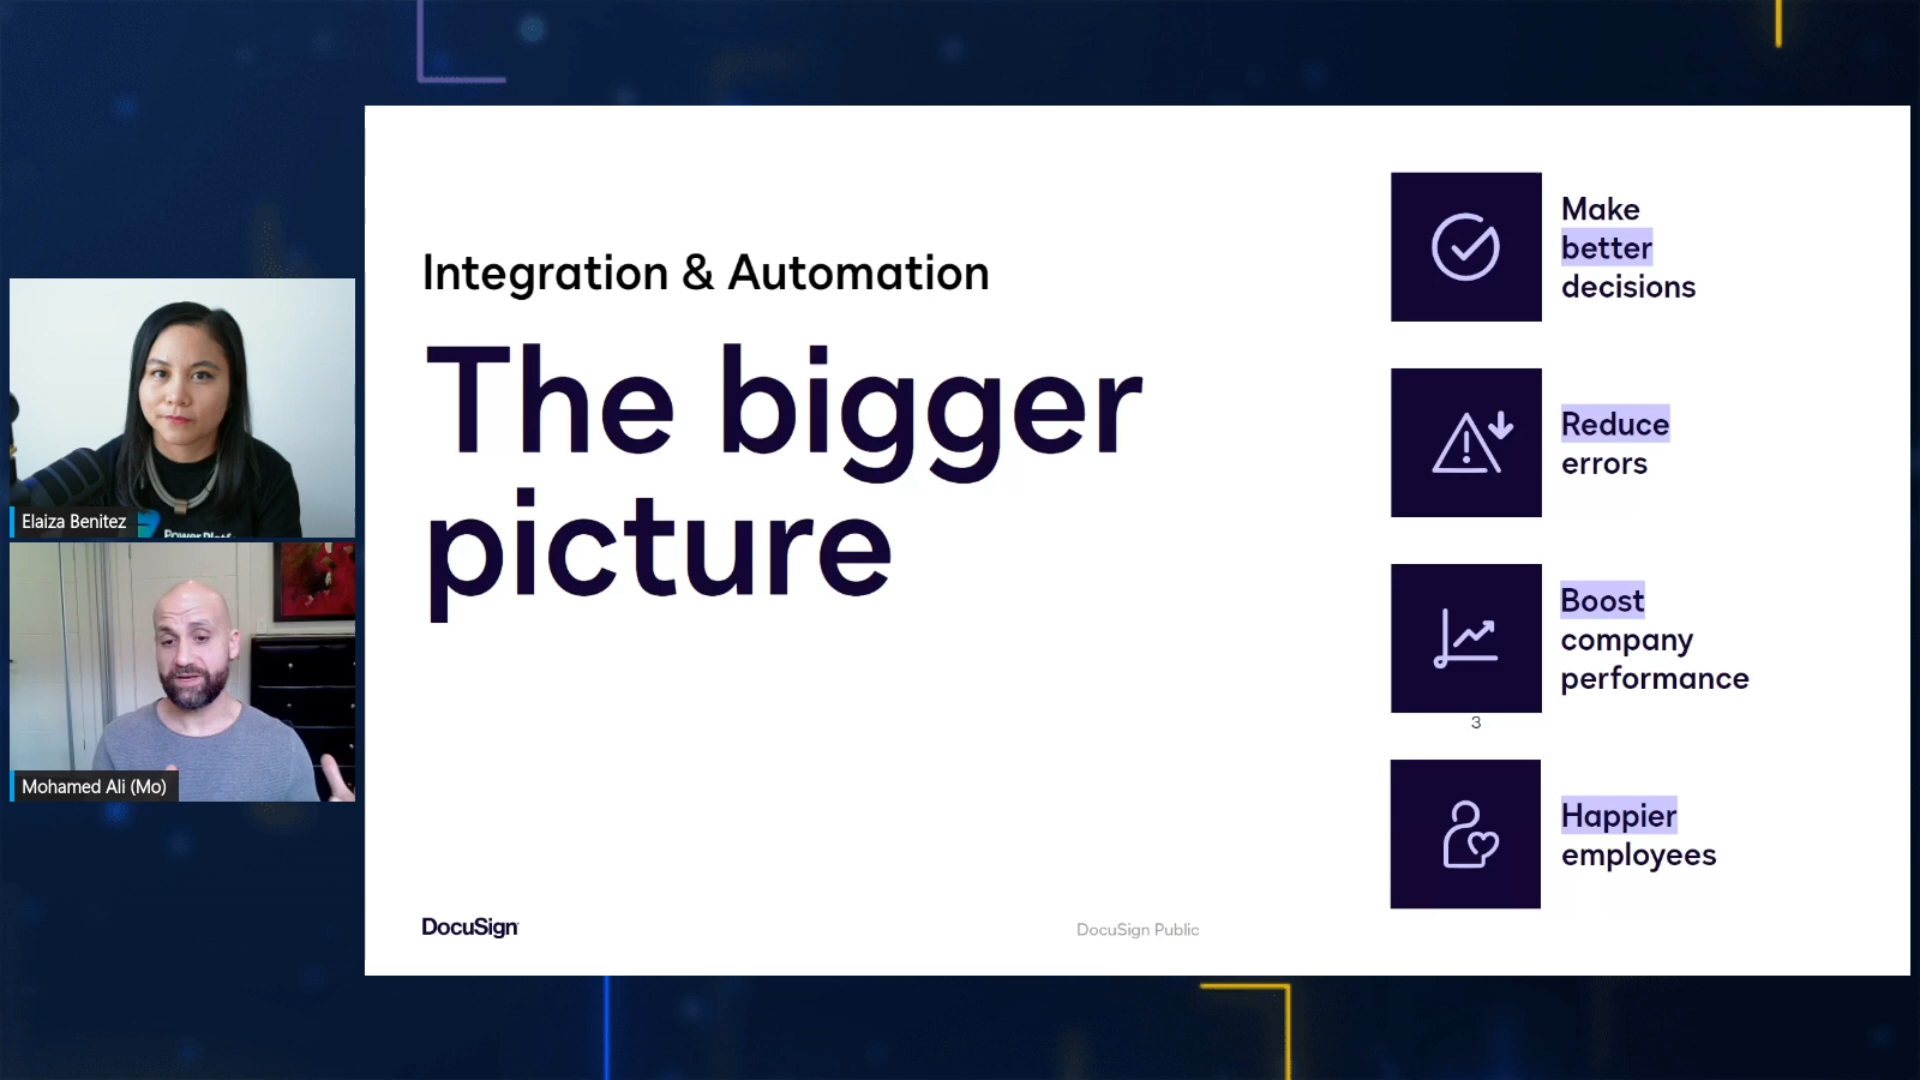 Integration & Automation
The bigger
picture
Make
better
decisions
Reduce
errors
Boost
company
performance
3
Happier
employees
DocuSign
DocuSign Public
Elaiza Benitez
Mohamed Ali (Mo)